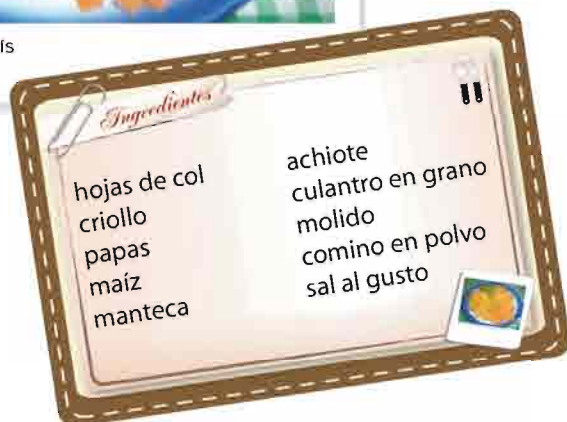 ís
Ingredientes
hojas de col
criollo
papas
maíz
manteca
achiote
culantro en grano
molido
comino en polvo
sal al gusto